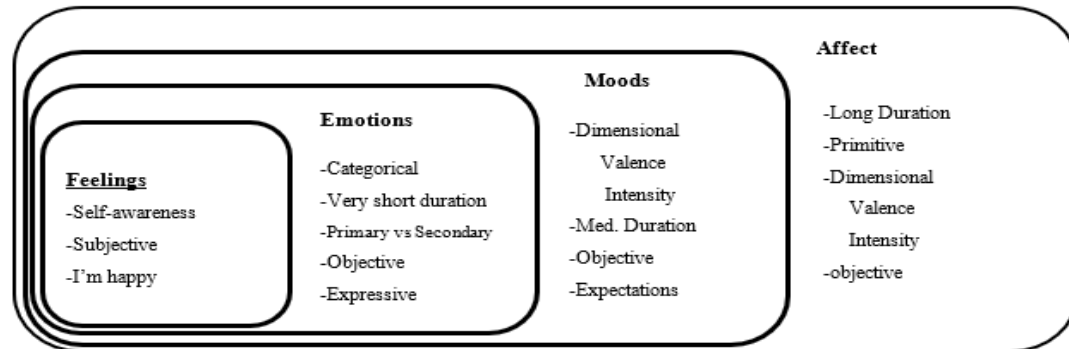 Feelings
-Self-awareness
-Subjective
-I'm happy
Emotions
-Categorical
-Very short duration
-Primary vs Secondary
-Objective
-Expressive
Moods
-Dimensional
Valence
Intensity
-Med. Duration
-Objective
-Expectations
Affect
-Long Duration
-Primitive
-Dimensional
Valence
Intensity
-objective